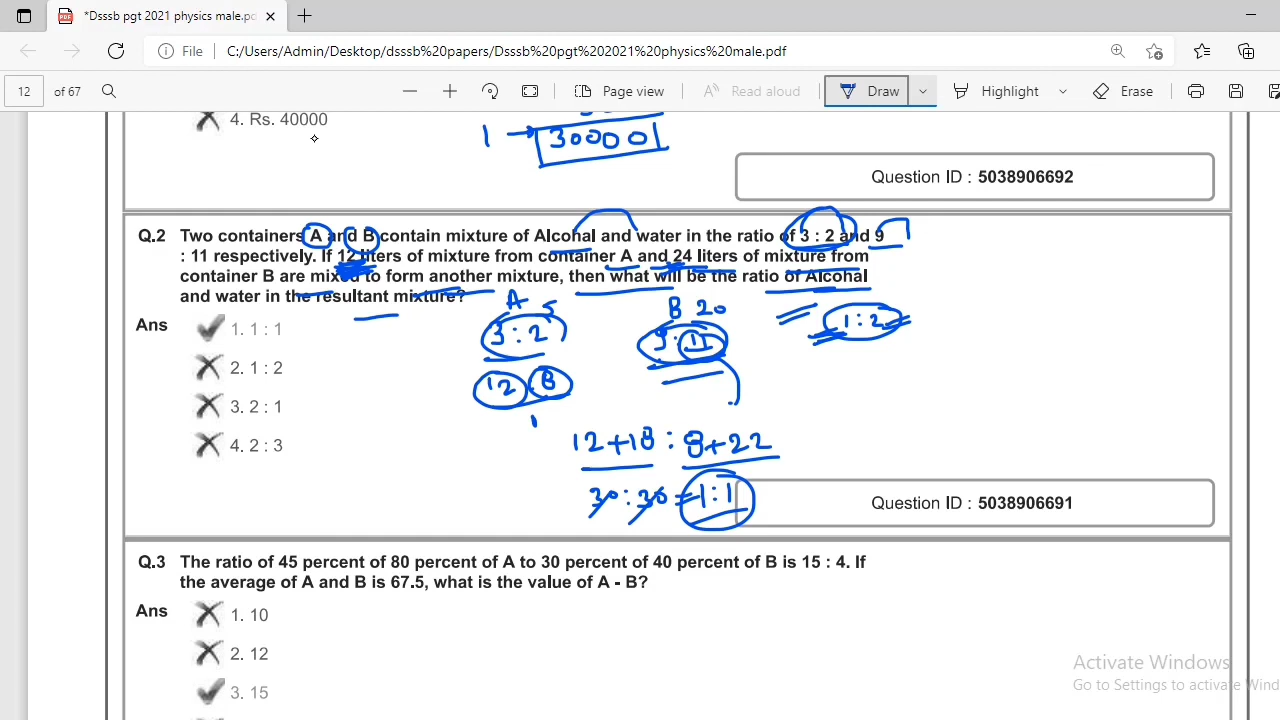 *Dsssb pgt 2021 physics male.pd
File
C:/Users/Admin/Desktop/dsssb%20papers/Dsssb%20pgt%202021%20physics%20male.pdf
12 of 67
Page view
Read aloud
Draw
Highlight
Erase
4. Rs. 40000
1 → 30000
Question ID : 5038906692
Q.2 Two containers A and B contain mixture of Alcohal and water in the ratio of 3 : 2 and 9
: 11 respectively. If 12 liters of mixture from container A and 24 liters of mixture from
container B are mixed to form another mixture, then what will be the ratio of Alcohal
and water in the resultant mixture?
A 5
B 20
Ans
1. 1 : 1
3 : 2
9 : 11
1 : 2
2. 1 : 2
12 8
3. 2 : 1
4. 2 : 3
12+18 : 8+22
30 : 30 = 1 : 1
Question ID : 5038906691
Q.3 The ratio of 45 percent of 80 percent of A to 30 percent of 40 percent of B is 15 : 4. If
the average of A and B is 67.5, what is the value of A - B?
Ans
1. 10
2. 12
3. 15
Activate Windows
Go to Settings to activate Wind